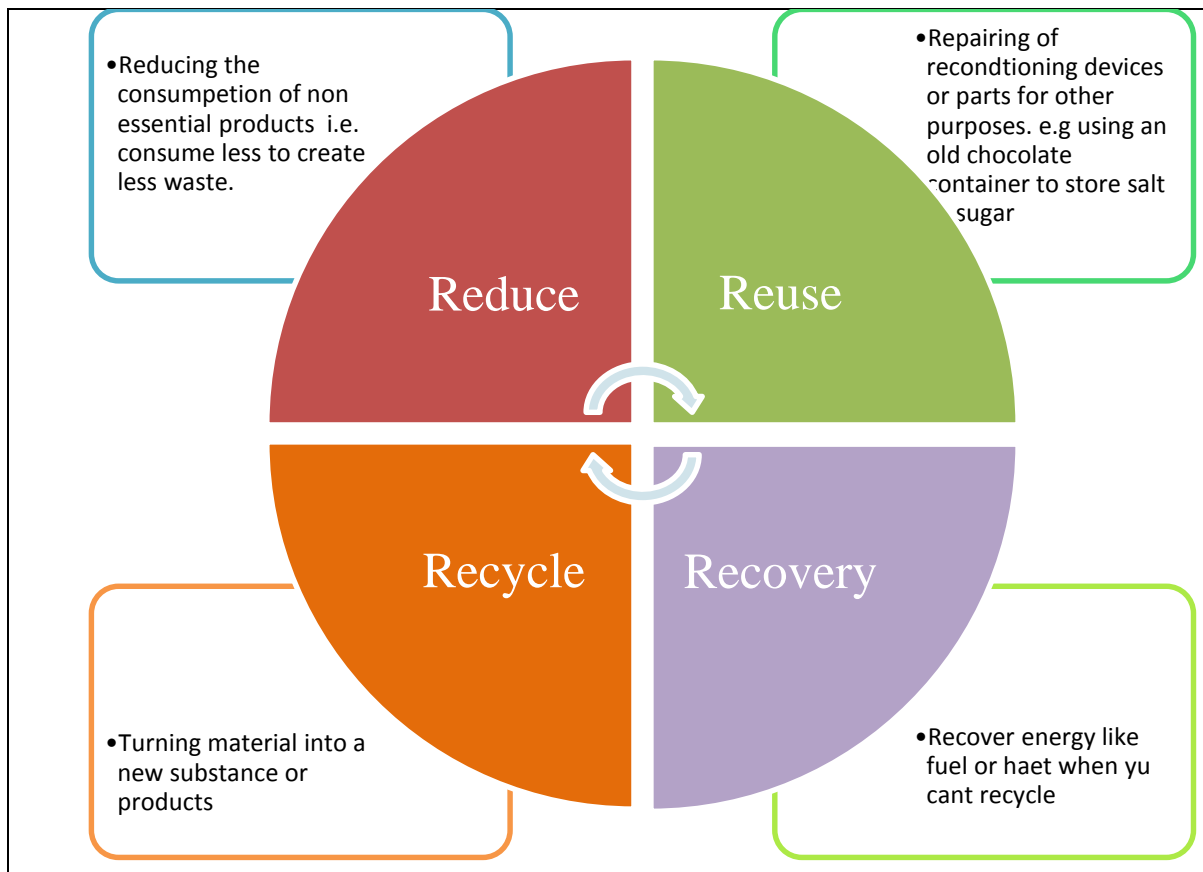 •Reducing the
consumpetion of non
essential products i.e.
consume less to create
less waste.
•Repairing of
recondtioning devices
or parts for other
purposes. e.g using an
old chocolate
container to store salt
sugar
Reduce
Reuse
Recycle
Recovery
•Turning material into a
new substance or
products
•Recover energy like
fuel or haet when yu
cant recycle